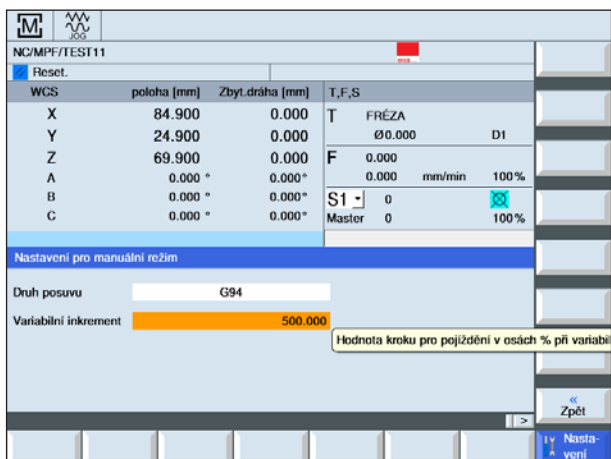 M JOG
NC/MPF/TEST11
Reset.
WCS poloha [mm] Zbyt.dráha [mm] T,F,S
X 84.900 0.000 T FRÉZA
Y 24.900 0.000 Ø0.000 D1
Z 69.900 0.000 F 0.000
A 0.000 ° 0.000° 0.000 mm/min 100%
B 0.000 ° 0.000° S1 0
C 0.000 ° 0.000° Master 0 100%
Nastavení pro manuální režim
Druh posuvu G94
Variabilní inkrement 500.000
Hodnota kroku pro pojíždění v osách % při variabil
« Zpět
>
Nasta-
vení